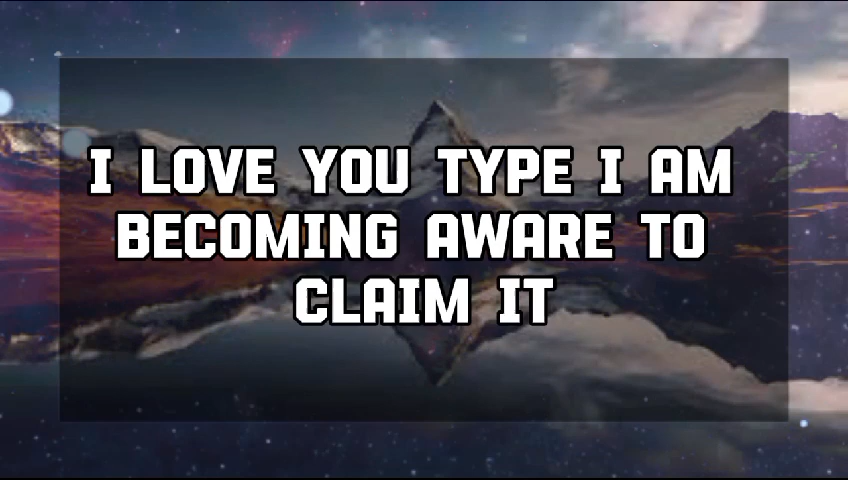 I LOVE YOU TYPE I AM
BECOMING AWARE TO
CLAIM IT